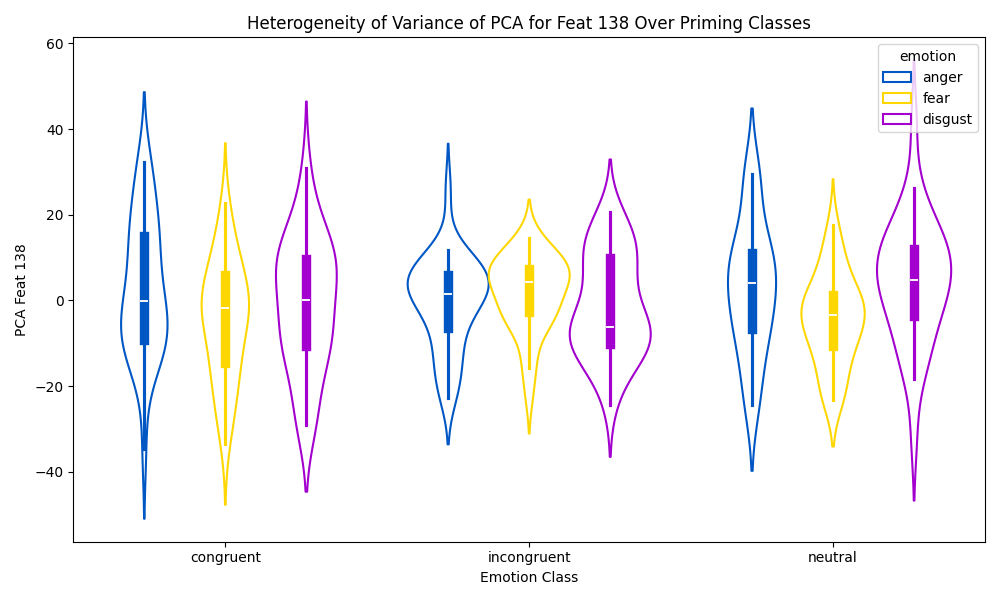 Heterogeneity of Variance of PCA for Feat 138 Over Priming Classes
60
40
20
0
−20
−40
PCA Feat 138
emotion
anger
fear
disgust
congruent
incongruent
neutral
Emotion Class